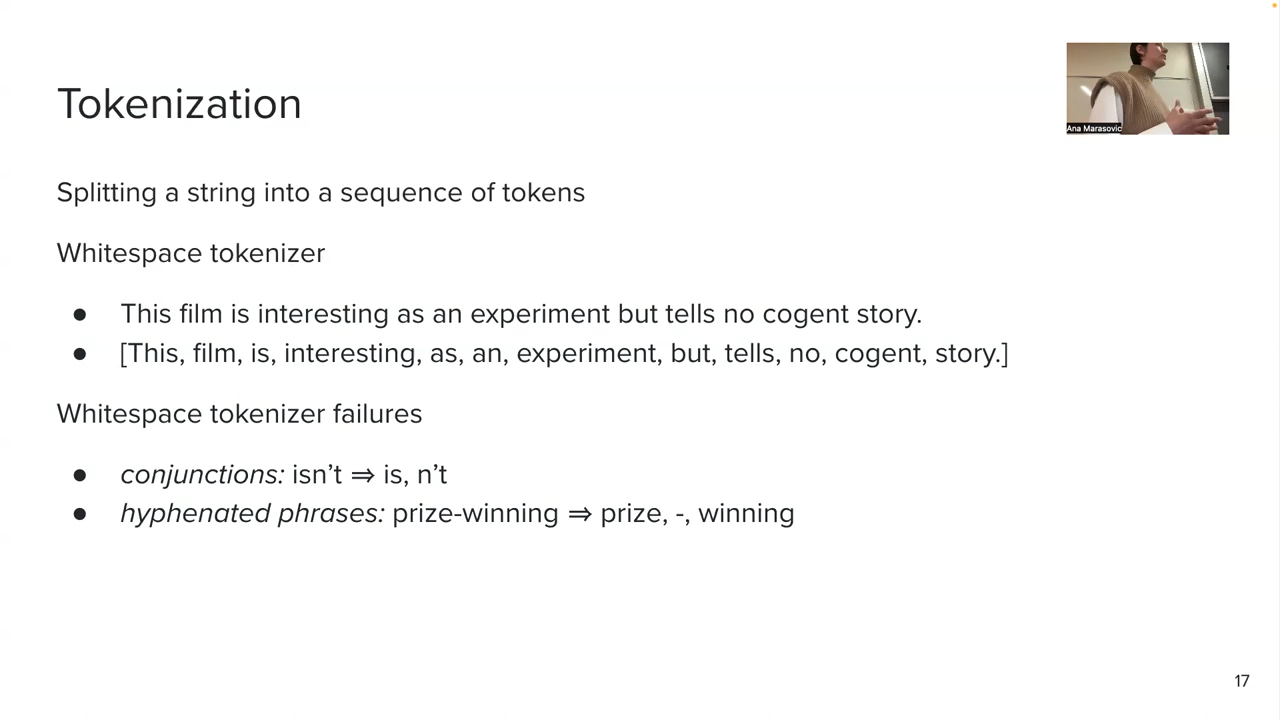 Tokenization
Ana Marasovic
Splitting a string into a sequence of tokens
Whitespace tokenizer
● This film is interesting as an experiment but tells no cogent story.
● [This, film, is, interesting, as, an, experiment, but, tells, no, cogent, story.]
Whitespace tokenizer failures
● conjunctions: isn’t ⇒ is, n’t
● hyphenated phrases: prize-winning ⇒ prize, -, winning
17